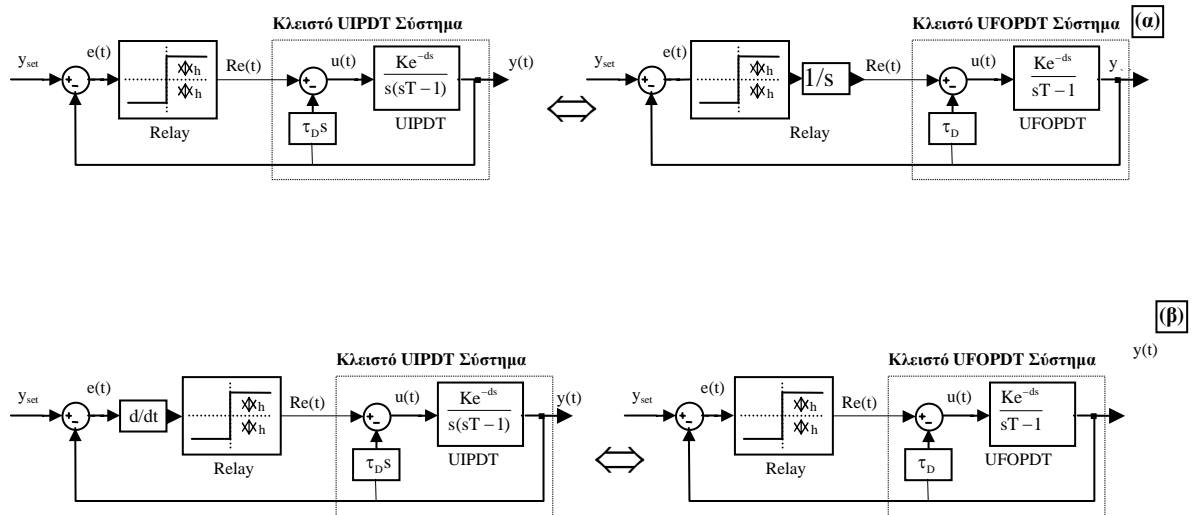 Κλειστό UIPDT Σύστημα
y_set
e(t)
h
h
Relay
Re(t)
u(t)
Ke^{-ds}
s(sT − 1)
UIPDT
τ_D s
y(t)
Κλειστό UFOPDT Σύστημα
(α)
y_set
e(t)
h
h
Relay
1/s
Re(t)
u(t)
Ke^{-ds}
sT − 1
UFOPDT
τ_D
y
Κλειστό UIPDT Σύστημα
y_set
e(t)
d/dt
h
h
Relay
Re(t)
u(t)
Ke^{-ds}
s(sT − 1)
UIPDT
τ_D s
y(t)
Κλειστό UFOPDT Σύστημα
(β)
y(t)
y_set
e(t)
h
h
Relay
Re(t)
u(t)
Ke^{-ds}
sT − 1
UFOPDT
τ_D